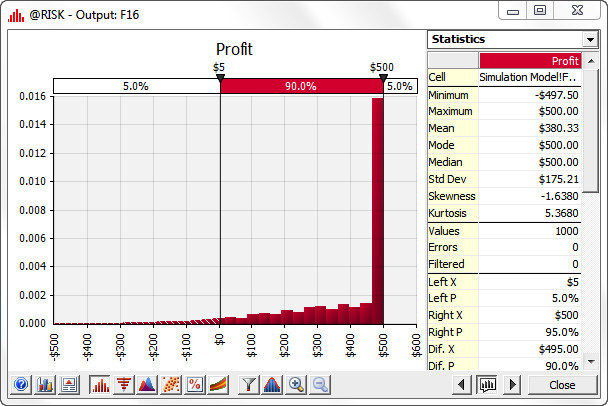 @RISK - Output: F16
Profit
$5 $500
5.0% 90.0% 5.0%
0.016
0.014
0.012
0.010
0.008
0.006
0.004
0.002
0.000
-$500 -$400 -$300 -$200 -$100 $0 $100 $200 $300 $400 $500 $600
Statistics
Profit
Cell Simulation Model!F...
Minimum -$497.50
Maximum $500.00
Mean $380.33
Mode $500.00
Median $500.00
Std Dev $175.21
Skewness -1.6380
Kurtosis 5.3680
Values 1000
Errors 0
Filtered 0
Left X $5
Left P 5.0%
Right X $500
Right P 95.0%
Dif. X $495.00
Dif. P 90.0%
Close